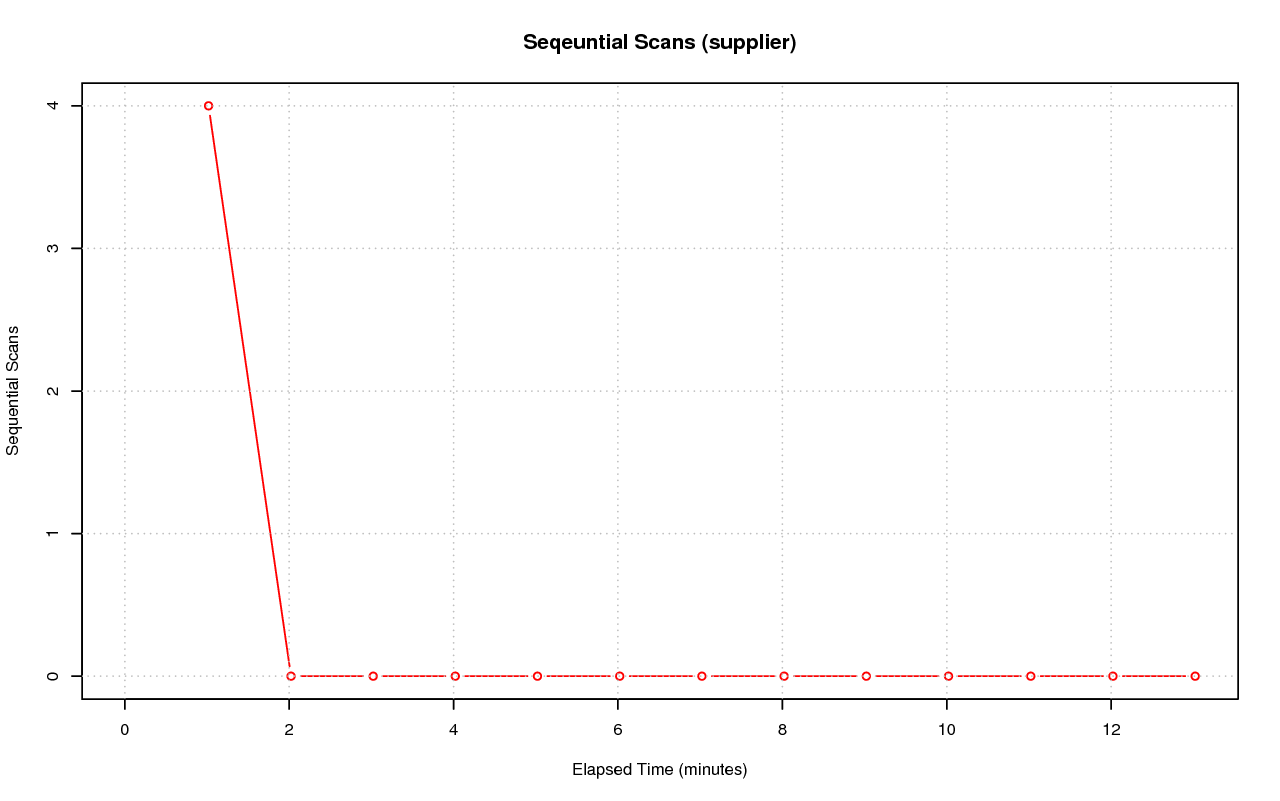 Seqeuntial Scans (supplier)
Sequential Scans
4
3
2
1
0
0 2 4 6 8 10 12
Elapsed Time (minutes)